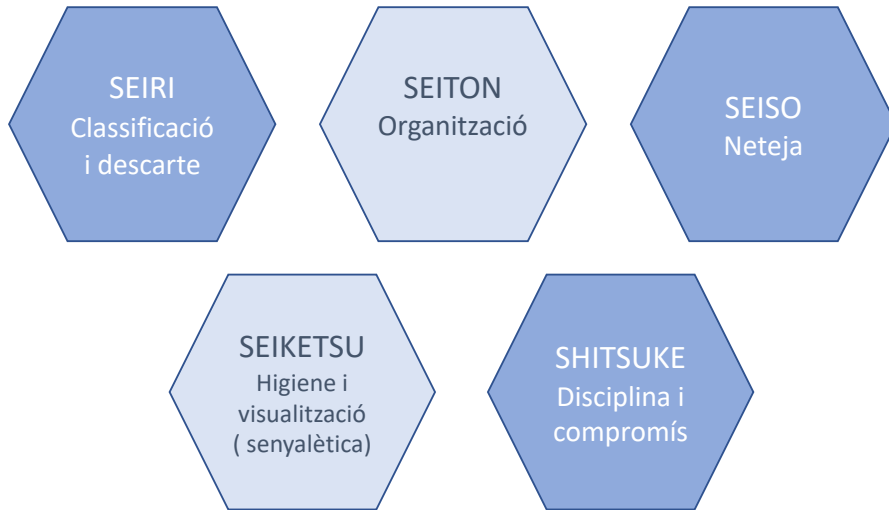 SEIRI
Classificació
i descarte
SEITON
Organització
SEISO
Neteja
SEIKETSU
Higiene i
visualització
( senyalètica)
SHITSUKE
Disciplina i
compromís